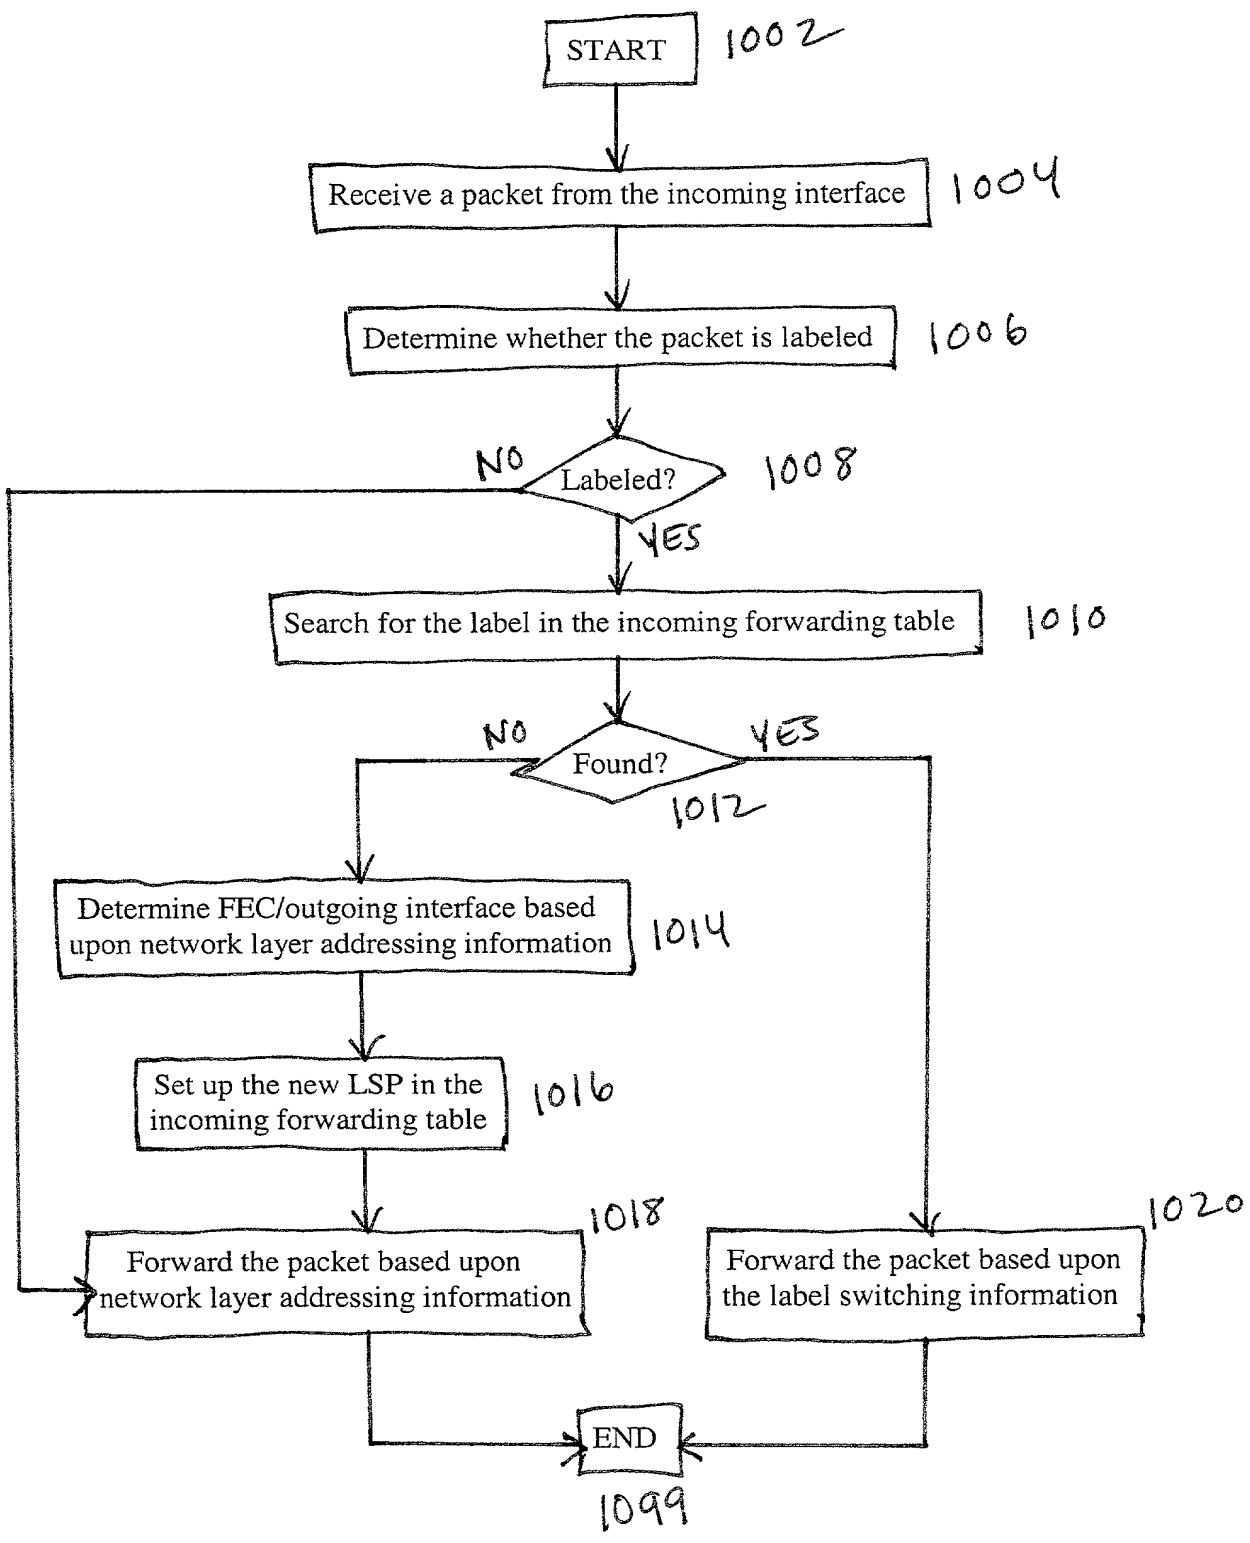 START
1002
Receive a packet from the incoming interface
1004
Determine whether the packet is labeled
1006
NO
Labeled?
1008
YES
Search for the label in the incoming forwarding table
1010
NO
Found?
YES
1012
Determine FEC/outgoing interface based
upon network layer addressing information
1014
Set up the new LSP in the
incoming forwarding table
1016
1018
Forward the packet based upon
network layer addressing information
1020
Forward the packet based upon
the label switching information
END
1099